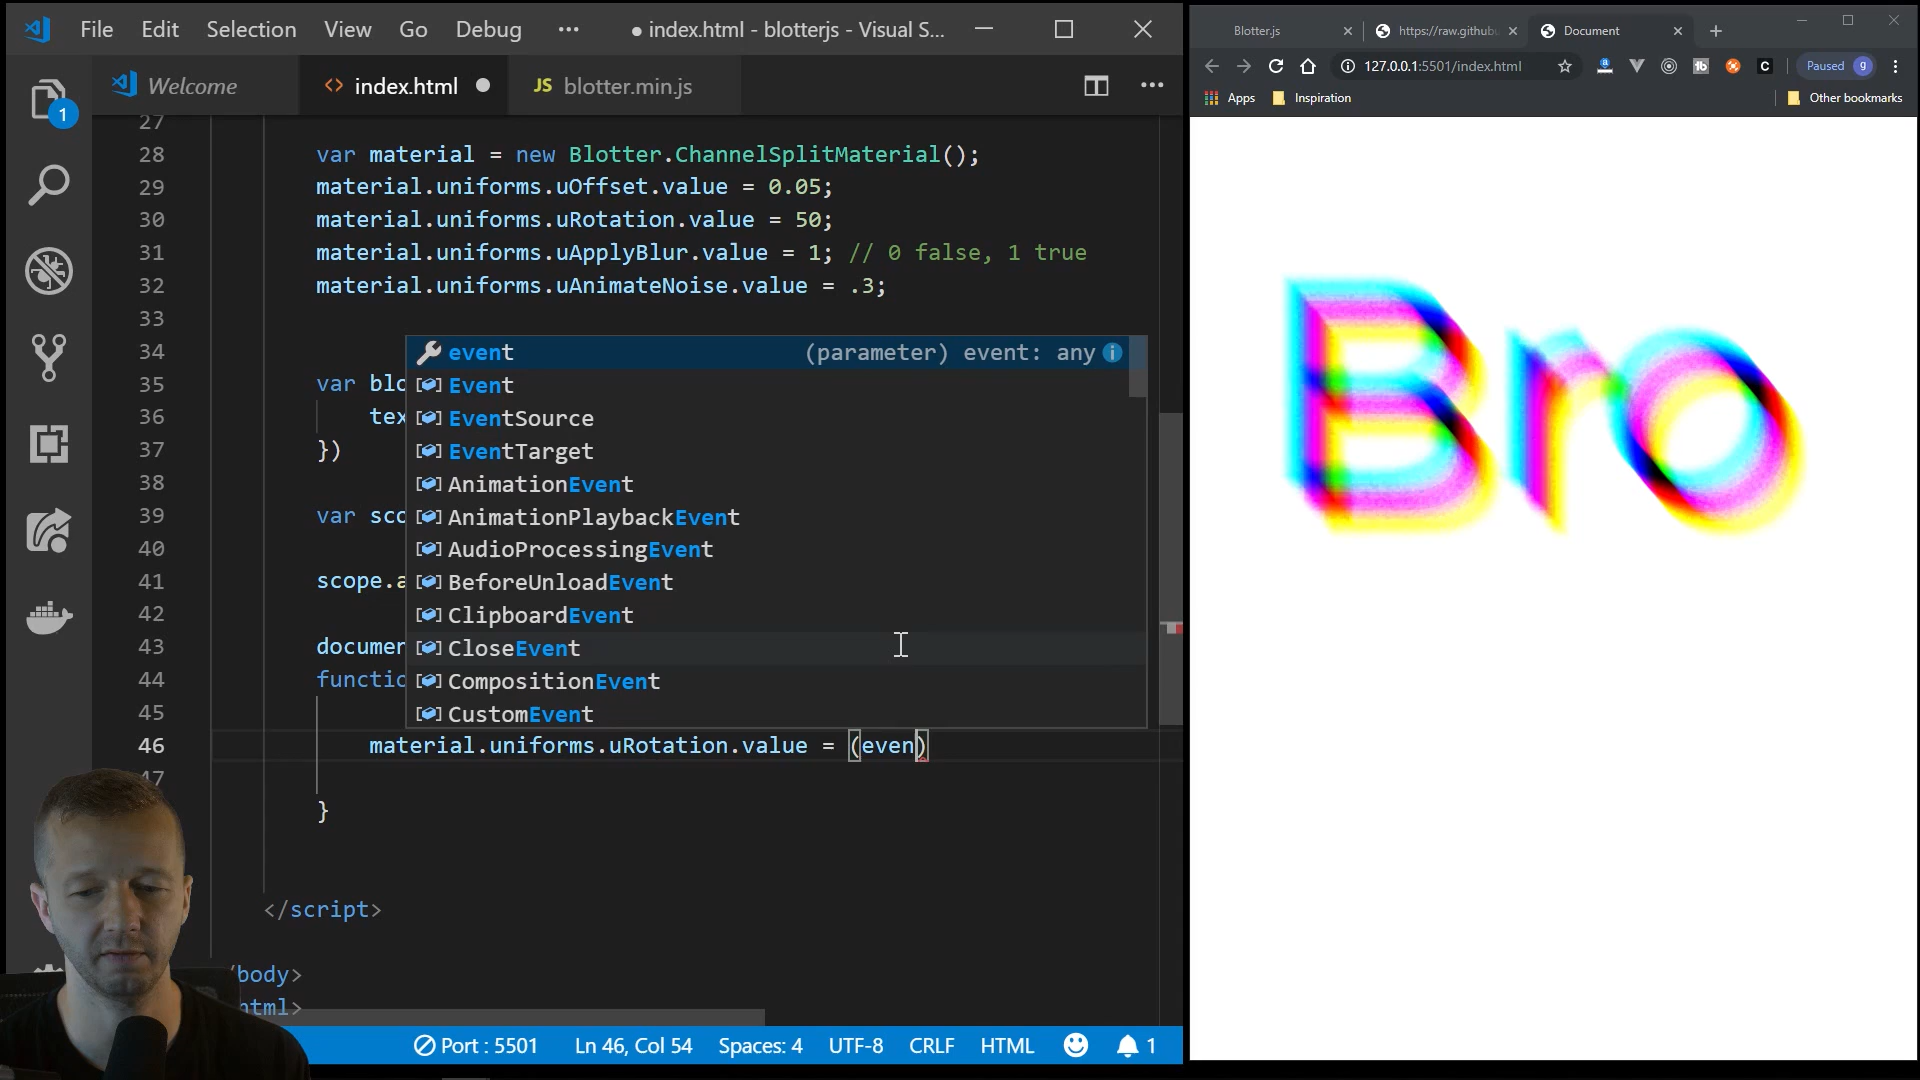 File Edit Selection View Go Debug ··· ● index.html - blotterjs - Visual S...
Welcome <> index.html ● JS blotter.min.js
1
27
28 var material = new Blotter.ChannelSplitMaterial();
29 material.uniforms.uOffset.value = 0.05;
30 material.uniforms.uRotation.value = 50;
31 material.uniforms.uApplyBlur.value = 1; // 0 false, 1 true
32 material.uniforms.uAnimateNoise.value = .3;
33
34
35 var blo
36 tex
37 })
38
39 var sco
40
41 scope.a
42
43 documen
44 functio
45
46 material.uniforms.uRotation.value = (even)
47
}
</script>
/body>
html>
event (parameter) event: any
Event
EventSource
EventTarget
AnimationEvent
AnimationPlaybackEvent
AudioProcessingEvent
BeforeUnloadEvent
ClipboardEvent
CloseEvent
CompositionEvent
CustomEvent
Port : 5501 Ln 46, Col 54 Spaces: 4 UTF-8 CRLF HTML 1
Blotter.js https://raw.githubu Document
127.0.0.1:5501/index.html Paused g
Apps Inspiration Other bookmarks
Bro